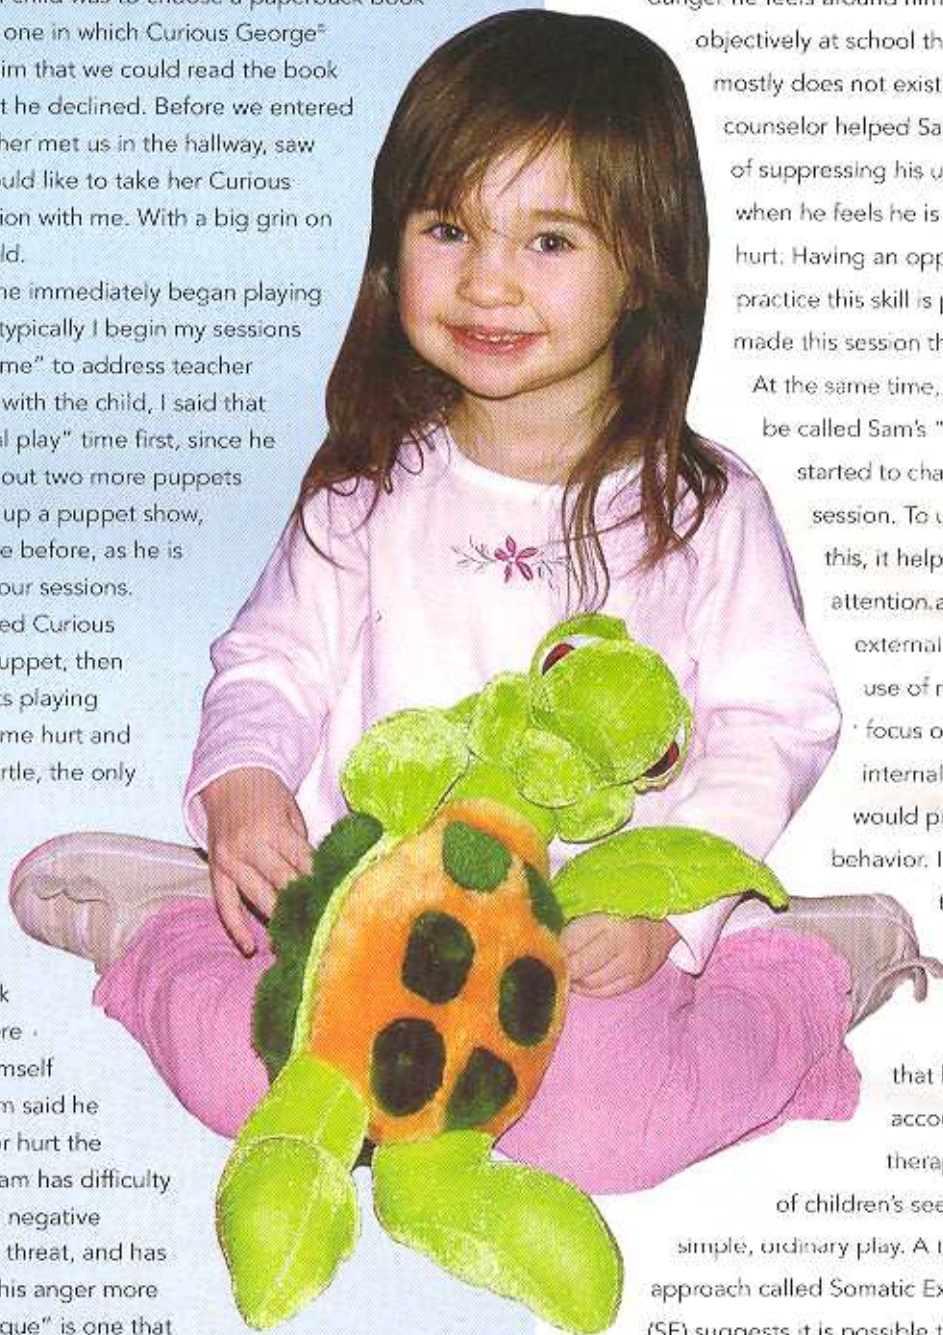 one in which Curious George®
im that we could read the book
t he declined. Before we entered
her met us in the hallway, saw
uld like to take her Curious
ion with me. With a big grin on
ld.
ne immediately began playing
typically I begin my sessions
me" to address teacher
with the child, I said that
al play" time first, since he
out two more puppets
up a puppet show,
e before, as he is
our sessions.
ed Curious
uppet, then
ts playing
me hurt and
rtle, the only
k
re
mself
m said he
r hurt the
am has difficulty
negative
threat, and has
his anger more
que" is one that
objectively at school th
mostly does not exist
counselor helped Sa
of suppressing his u
when he feels he is
hurt. Having an opp
practice this skill is
made this session th
At the same time,
be called Sam's "
started to cha
session. To u
this, it help
attention a
external
use of
focus o
internal
would p
behavior. I
t
that
acco
thera
of children's see
simple, ordinary play. A
approach called Somatic Ex
(SE) suggests it is possible t